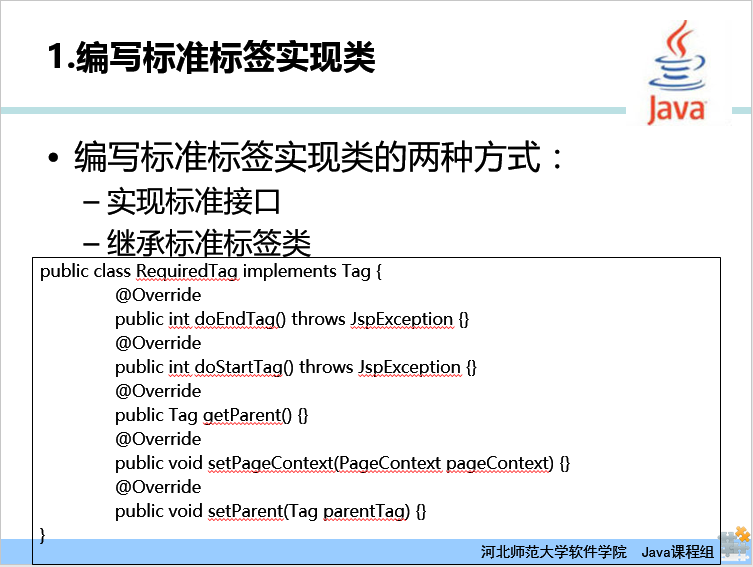 1.编写标准标签实现类
Java
• 编写标准标签实现类的两种方式：
– 实现标准接口
– 继承标准标签类
public class RequiredTag implements Tag {
@Override
public int doEndTag() throws JspException {}
@Override
public int doStartTag() throws JspException {}
@Override
public Tag getParent() {}
@Override
public void setPageContext(PageContext pageContext) {}
@Override
public void setParent(Tag parentTag) {}
}
河北师范大学软件学院 Java课程组